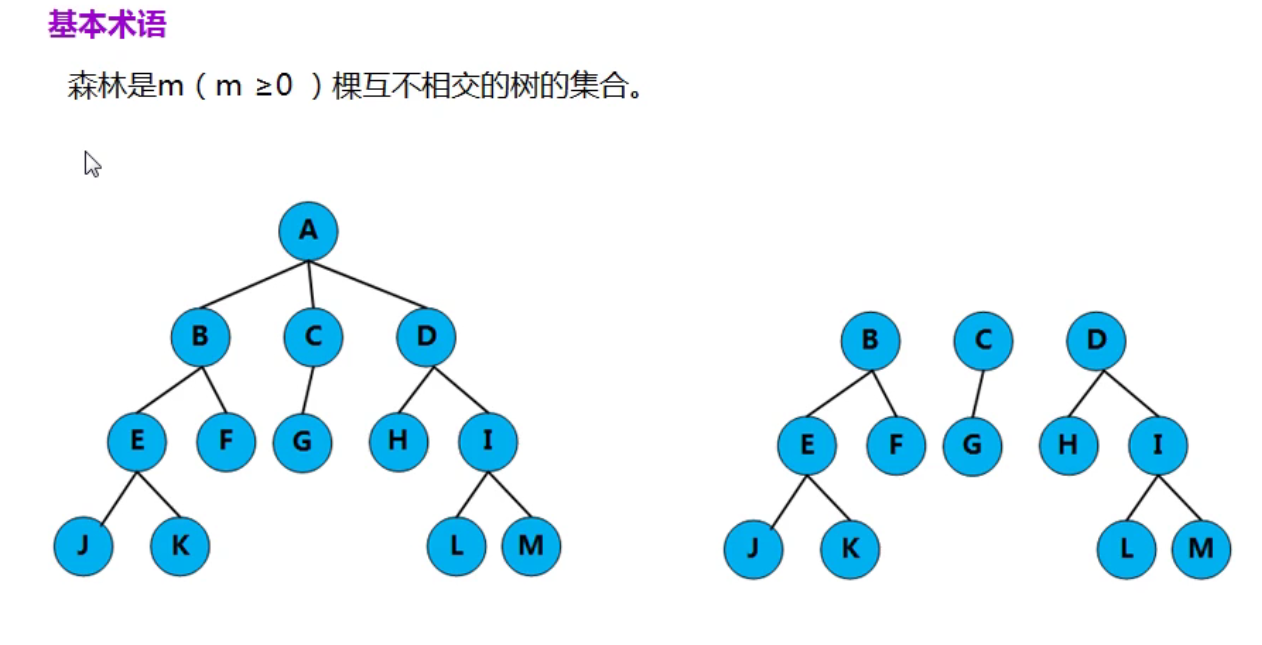 基本术语
森林是m（m ≥0 ）棵互不相交的树的集合。
A
B C D B C D
E F G H I E F G H I
J K L M J K L M